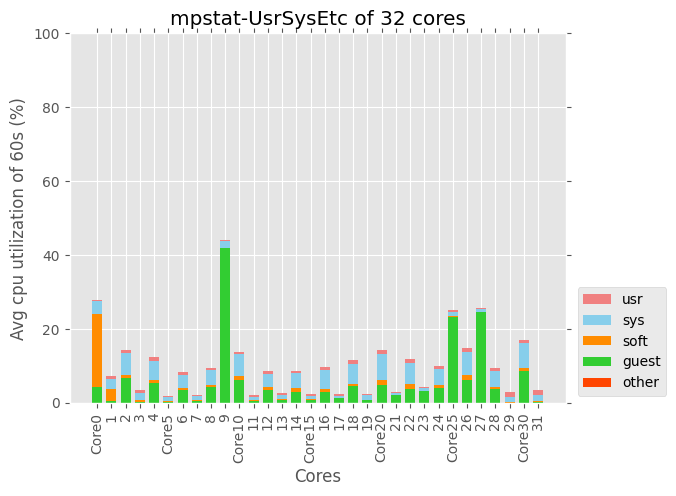 mpstat-UsrSysEtc of 32 cores
Avg cpu utilization of 60s (%)
100
80
60
40
20
0
usr
sys
soft
guest
other
Core0
1
2
3
4
Core5
6
7
8
9
Core10
11
12
13
14
Core15
16
17
18
19
Core20
21
22
23
24
Core25
26
27
28
29
Core30
31
Cores